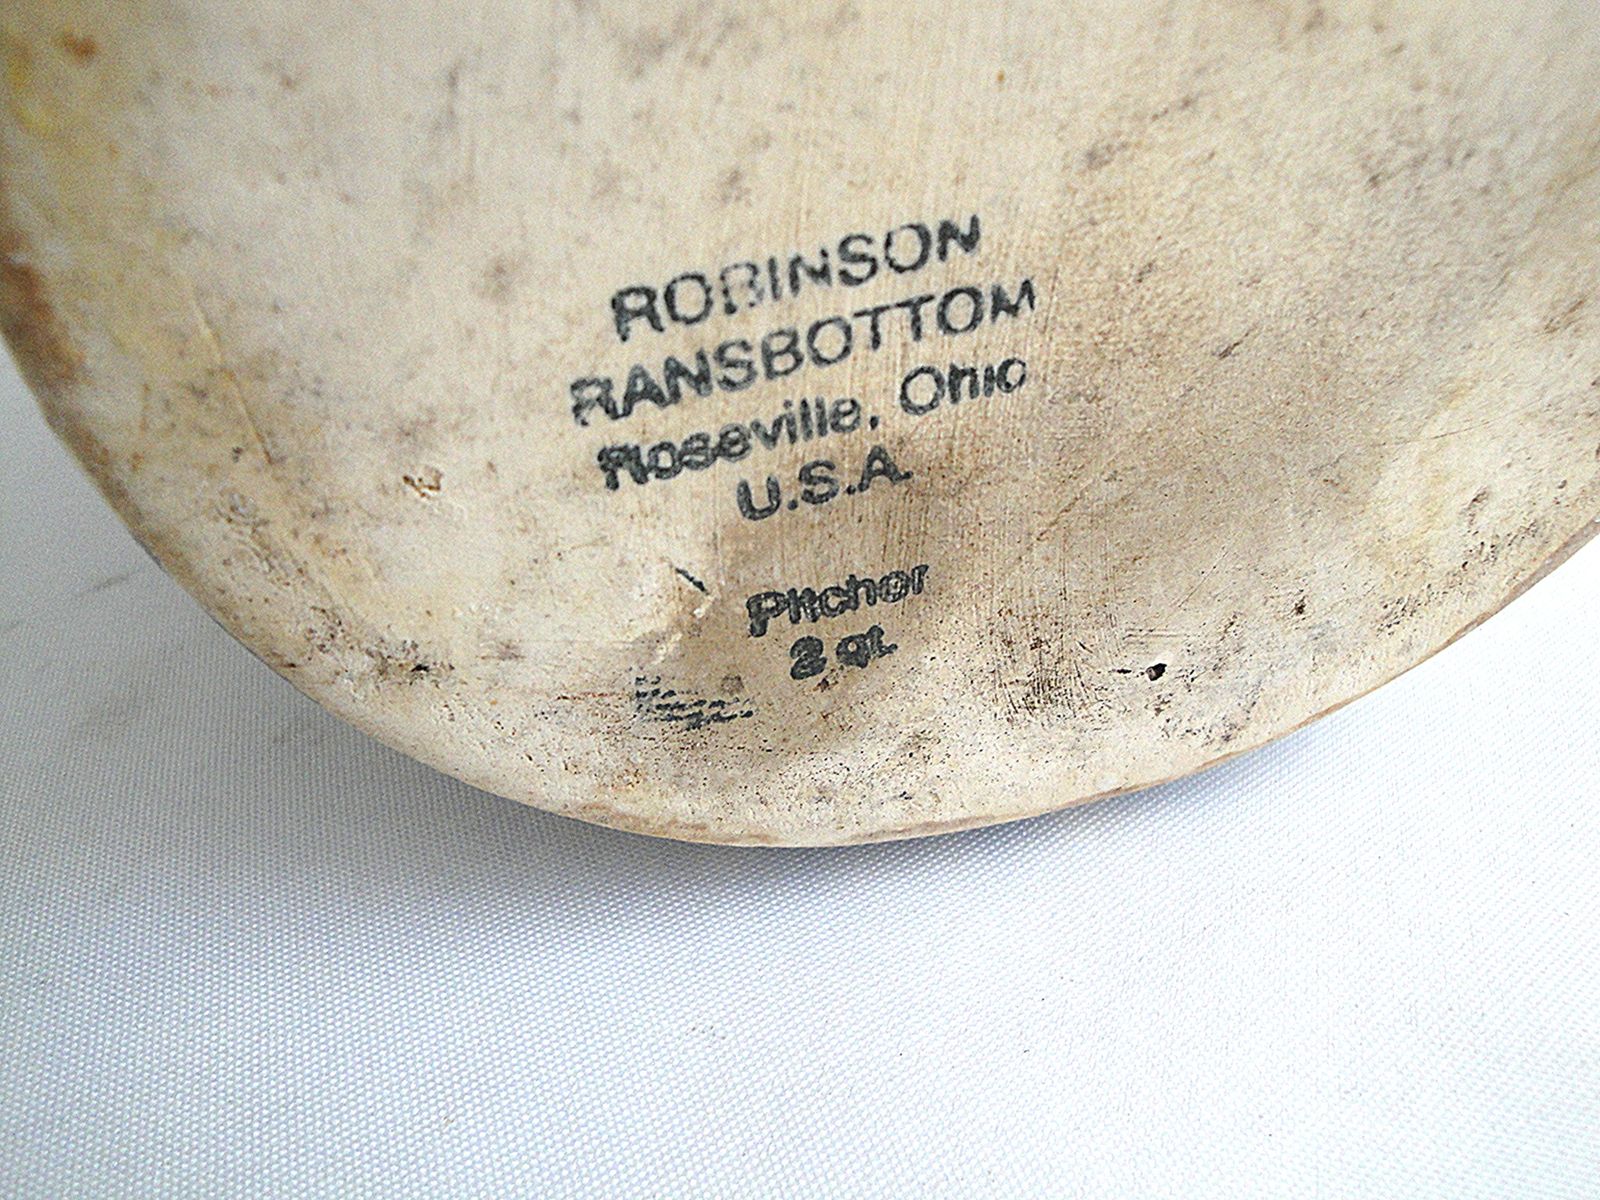 ROBINSON
RANSBOTTOM
Roseville, Ohio
U.S.A.
Pitcher
2 qt.